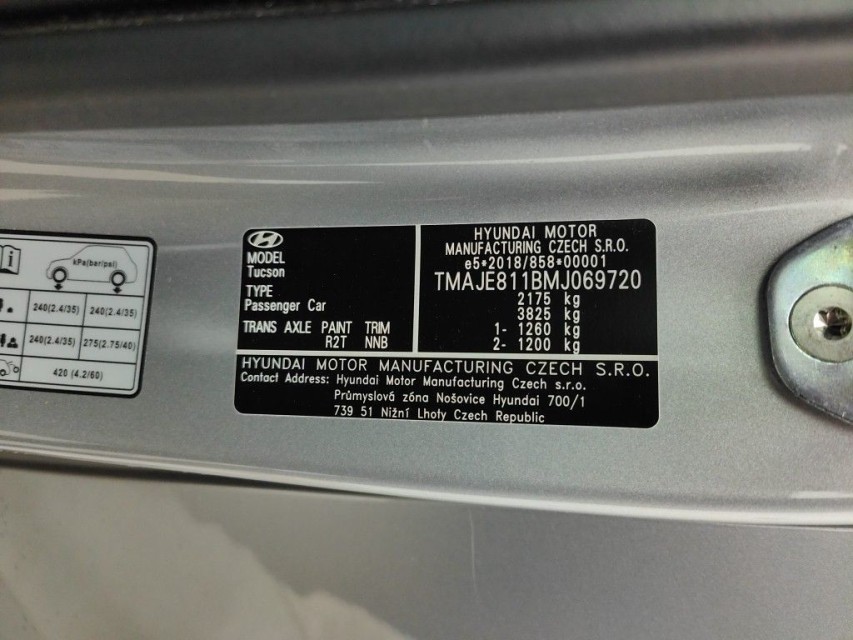 kPa(bar/psi)
240(2.4/35) 240(2.4/35)
240(2.4/35) 275(2.75/40)
420 (4.2/60)
MODEL
Tucson
TYPE
Passenger Car
TRANS AXLE PAINT TRIM
R2T NNB
HYUNDAI MOTOR
MANUFACTURING CZECH S.R.O.
e5*2018/858*00001
TMAJE811BMJ069720
2175 kg
3825 kg
1- 1260 kg
2- 1200 kg
HYUNDAI MOTOR MANUFACTURING CZECH S.R.O.
Contact Address: Hyundai Motor Manufacturing Czech s.r.o.
Průmyslová zóna Nošovice Hyundai 700/1
739 51 Nižní Lhoty Czech Republic